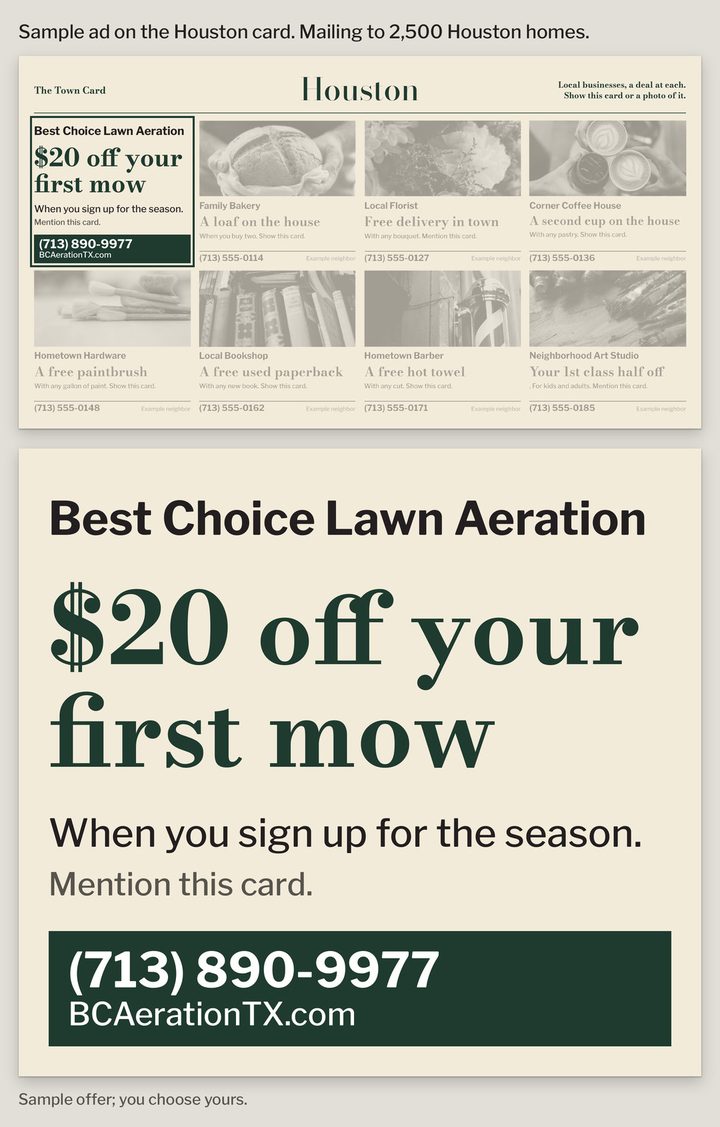 Sample ad on the Houston card. Mailing to 2,500 Houston homes.
The Town Card
Houston
Local businesses, a deal at each.
Show this card or a photo of it.
Best Choice Lawn Aeration
$20 off your
first mow
When you sign up for the season.
Mention this card.
(713) 890-9977
BCAerationTX.com
Family Bakery
A loaf on the house
When you buy two. Show this card.
(713) 555-0114
Example neighbor
Local Florist
Free delivery in town
With any bouquet. Mention this card.
(713) 555-0127
Example neighbor
Corner Coffee House
A second cup on the house
With any pastry. Show this card.
(713) 555-0136
Example neighbor
Hometown Hardware
A free paintbrush
With any gallon of paint. Show this card.
(713) 555-0148
Example neighbor
Local Bookshop
A free used paperback
With any new book. Show this card.
(713) 555-0162
Example neighbor
Hometown Barber
A free hot towel
With any cut. Show this card.
(713) 555-0171
Example neighbor
Neighborhood Art Studio
Your 1st class half off
For kids and adults. Mention this card.
(713) 555-0185
Example neighbor
Best Choice Lawn Aeration
$20 off your
first mow
When you sign up for the season.
Mention this card.
(713) 890-9977
BCAerationTX.com
Sample offer; you choose yours.